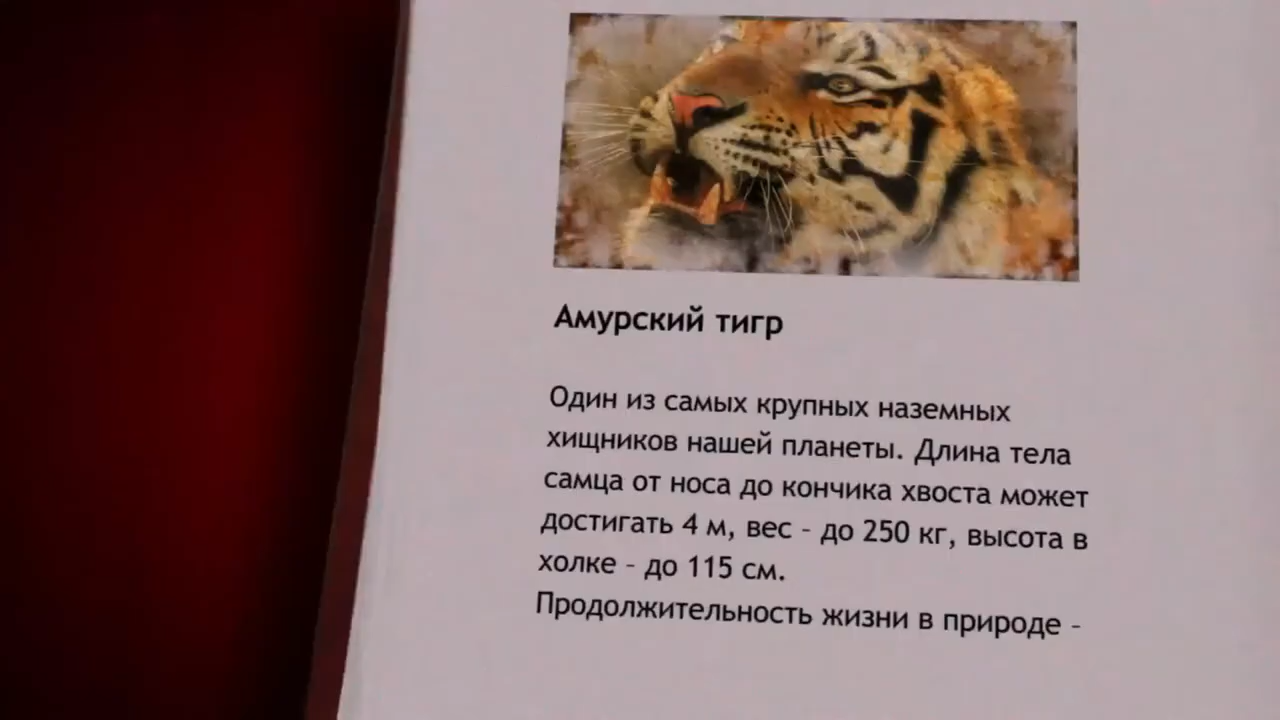 Амурский тигр
Один из самых крупных наземных
хищников нашей планеты. Длина тела
самца от носа до кончика хвоста может
достигать 4 м, вес - до 250 кг, высота в
холке - до 115 см.
Продолжительность жизни в природе -